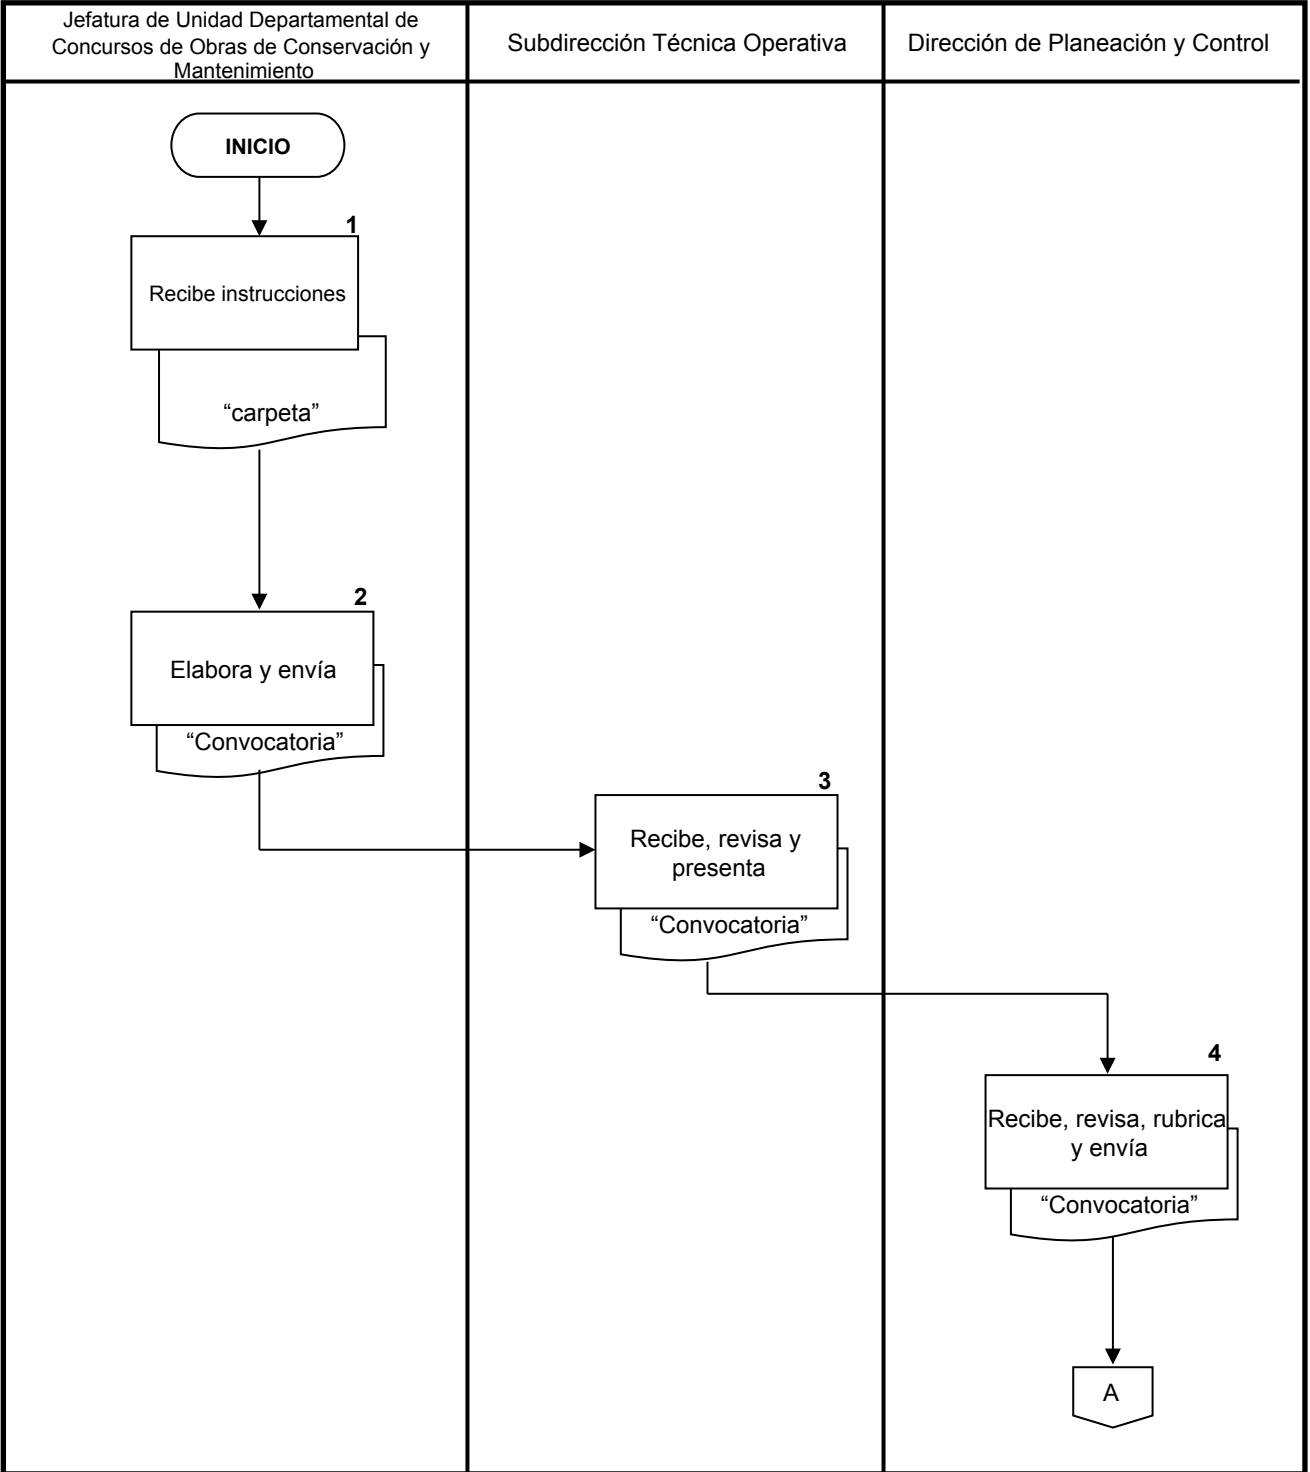 Jefatura de Unidad Departamental de
Concursos de Obras de Conservación y
Mantenimiento
Subdirección Técnica Operativa
Dirección de Planeación y Control
INICIO
1
Recibe instrucciones
“carpeta”
2
Elabora y envía
“Convocatoria”
3
Recibe, revisa y
presenta
“Convocatoria”
4
Recibe, revisa, rubrica
y envía
“Convocatoria”
A